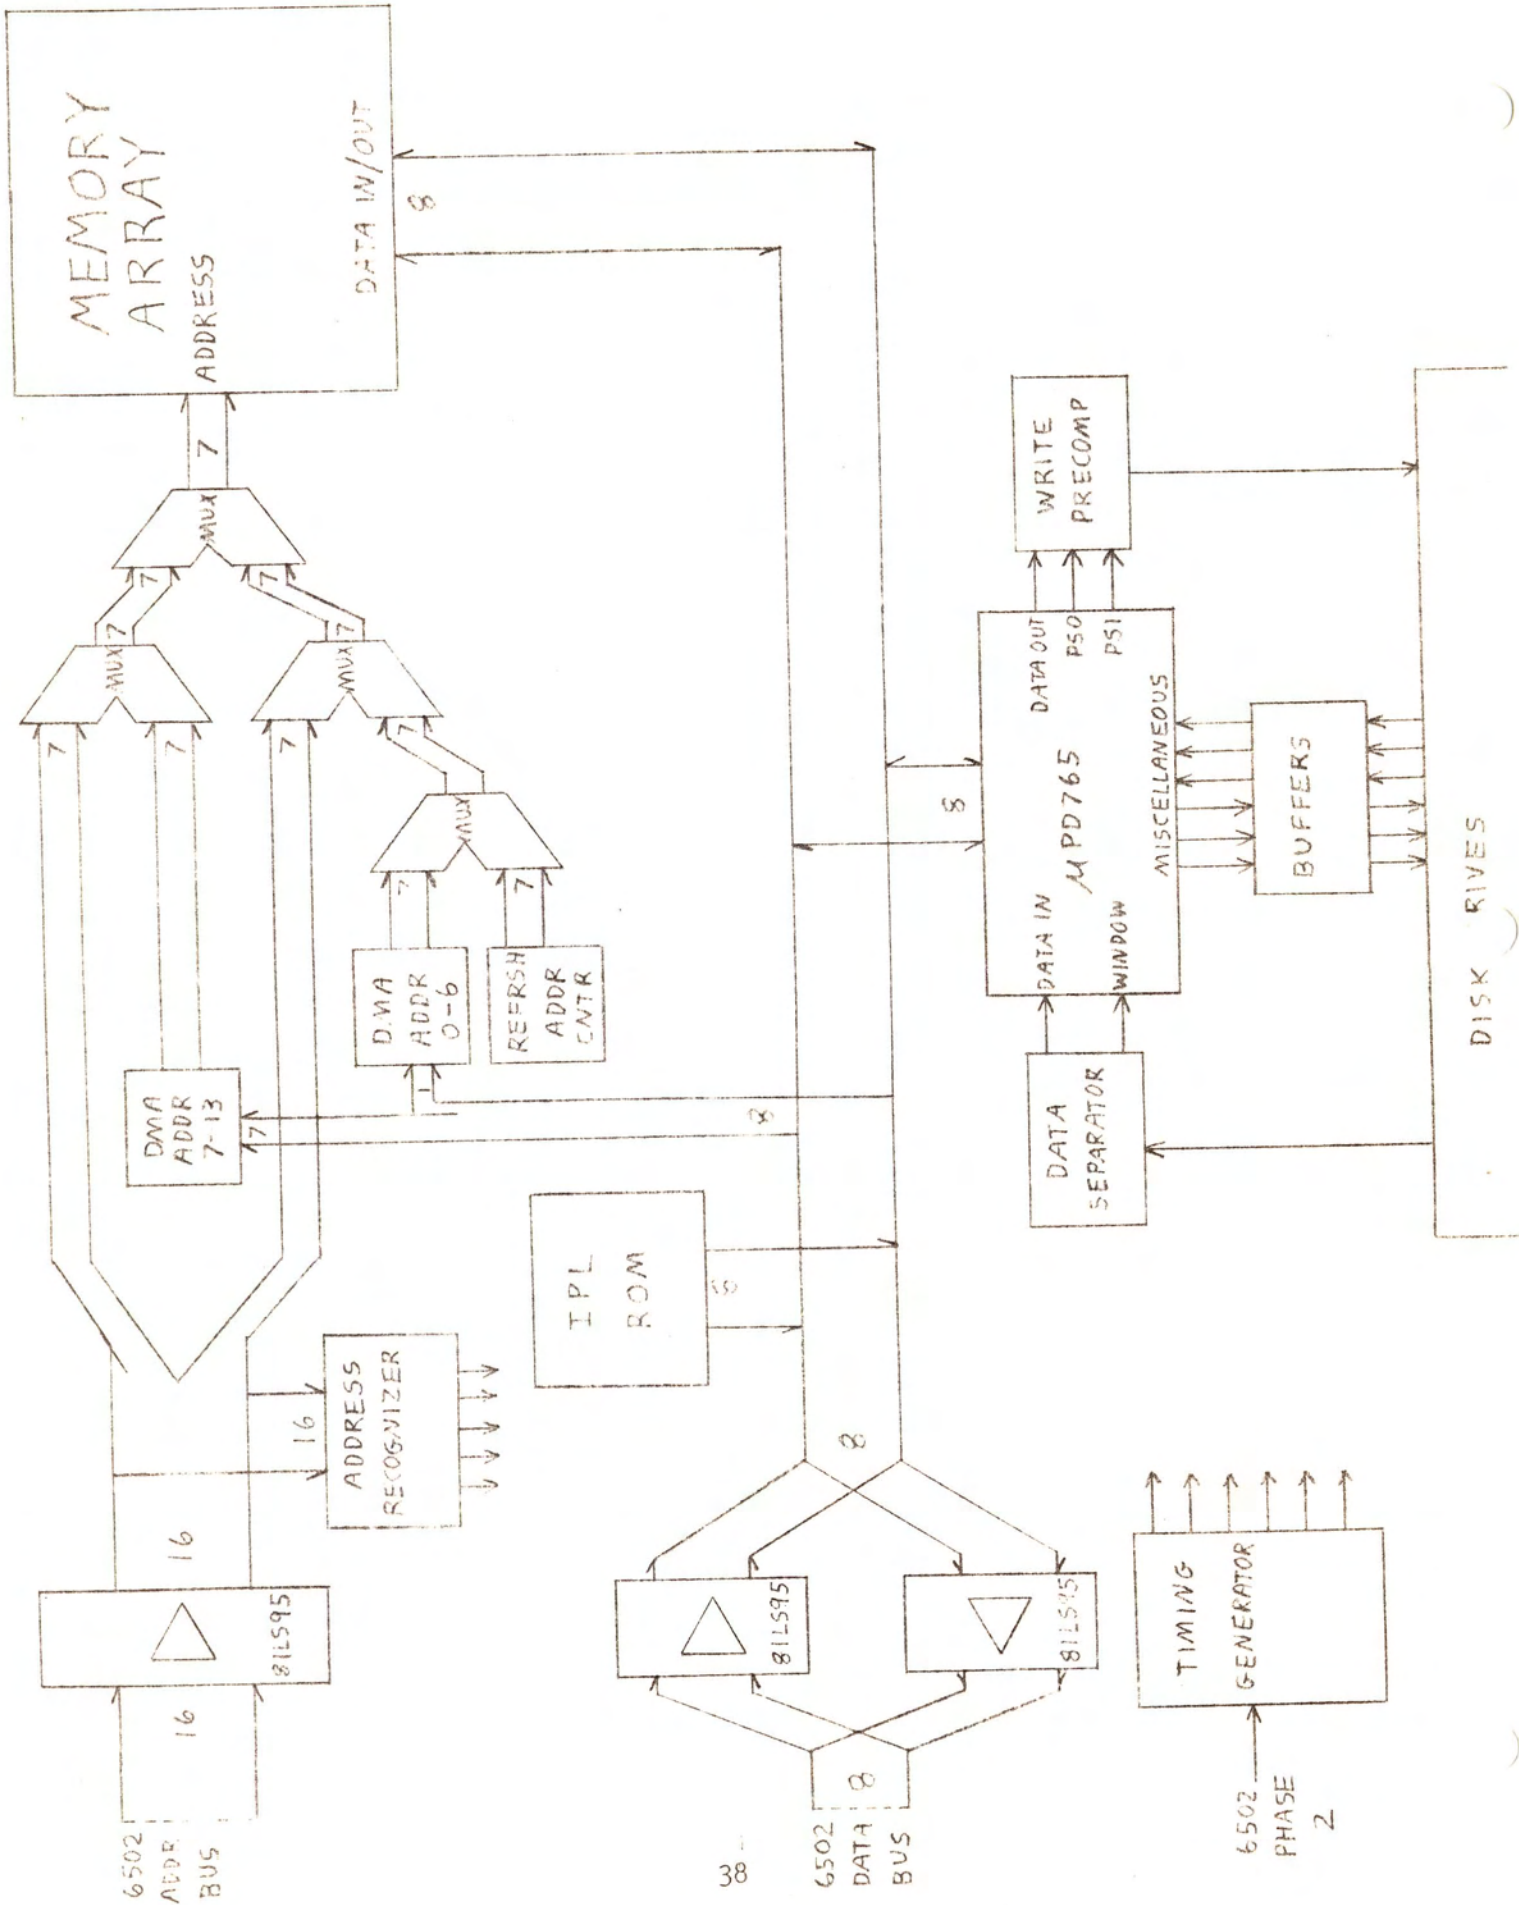 6502
ADDR
BUS
16
81LS95
16
16
ADDRESS
RECOGNIZER
DMA
ADDR
7-13
7
7
7
7
MUX
MUX
7
7
7
7
MUX
7
MEMORY
ARRAY
ADDRESS
DATA IN/OUT
8
DMA
ADDR
0-6
1
REFRSH
ADDR
CNTR
7
7
MUX
7
IPL
ROM
8
8
6502
DATA
BUS
8
81LS95
81LS95
8
8
DATA IN
WINDOW
μPD765
MISCELLANEOUS
DATA OUT
PS0
PS1
WRITE
PRECOMP
DATA
SEPARATOR
BUFFERS
DISK RIVES
6502
PHASE
2
TIMING
GENERATOR
38